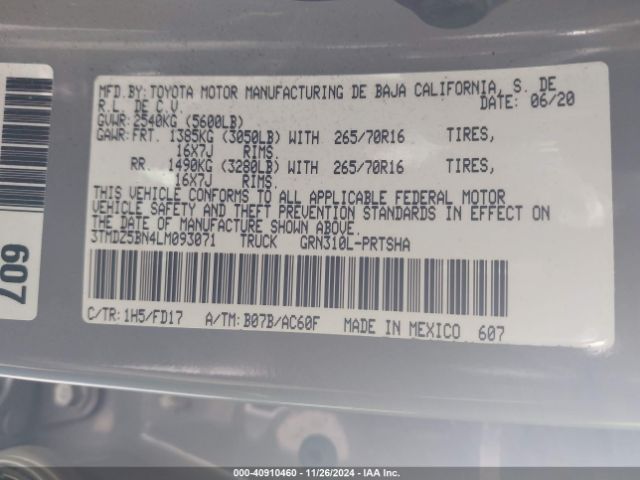 MFD.BY:TOYOTA MOTOR MANUFACTURING DE BAJA CALIFORNIA, S. DE
R.L. DE C.V. DATE: 06/20
GVWR:2540KG (5600LB)
GAWR:FRT. 1385KG (3050LB) WITH 265/70R16 TIRES,
16X7J RIMS.
RR. 1490KG (3280LB) WITH 265/70R16 TIRES,
16X7J RIMS.
THIS VEHICLE CONFORMS TO ALL APPLICABLE FEDERAL MOTOR
VEHICLE SAFETY AND THEFT PREVENTION STANDARDS IN EFFECT ON
THE DATE OF MANUFACTURE SHOWN ABOVE.
3TMDZ5BN4LM093071 TRUCK GRN310L-PRTSHA
C/TR:1H5/FD17 A/TM:B07B/AC60F MADE IN MEXICO 607
607
000-40910460 - 11/26/2024 - IAA Inc.